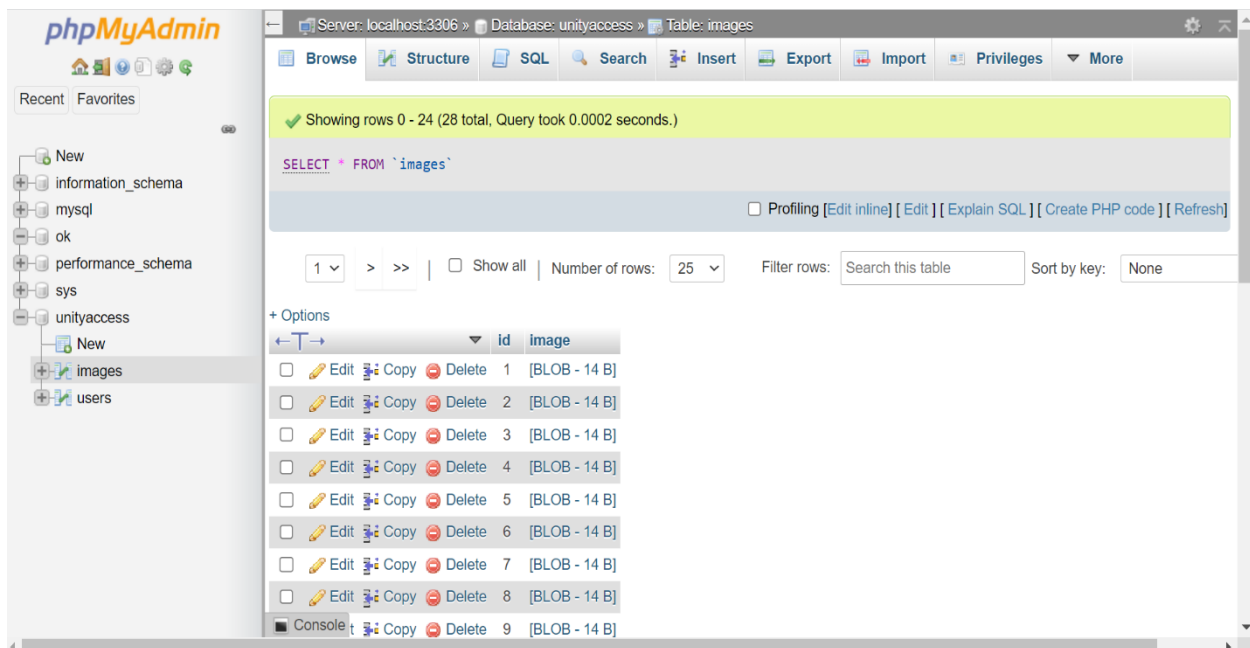 phpMyAdmin
Recent Favorites
New
information_schema
mysql
ok
performance_schema
sys
unityaccess
New
images
users
← Server: localhost:3306 » Database: unityaccess » Table: images
Browse Structure SQL Search Insert Export Import Privileges More
Showing rows 0 - 24 (28 total, Query took 0.0002 seconds.)
SELECT * FROM `images`
Profiling [Edit inline] [ Edit ] [ Explain SQL ] [ Create PHP code ] [ Refresh]
1 > >> | Show all | Number of rows: 25 Filter rows: Search this table Sort by key: None
+ Options
←T→ id image
Edit Copy Delete 1 [BLOB - 14 B]
Edit Copy Delete 2 [BLOB - 14 B]
Edit Copy Delete 3 [BLOB - 14 B]
Edit Copy Delete 4 [BLOB - 14 B]
Edit Copy Delete 5 [BLOB - 14 B]
Edit Copy Delete 6 [BLOB - 14 B]
Edit Copy Delete 7 [BLOB - 14 B]
Edit Copy Delete 8 [BLOB - 14 B]
Console t Copy Delete 9 [BLOB - 14 B]